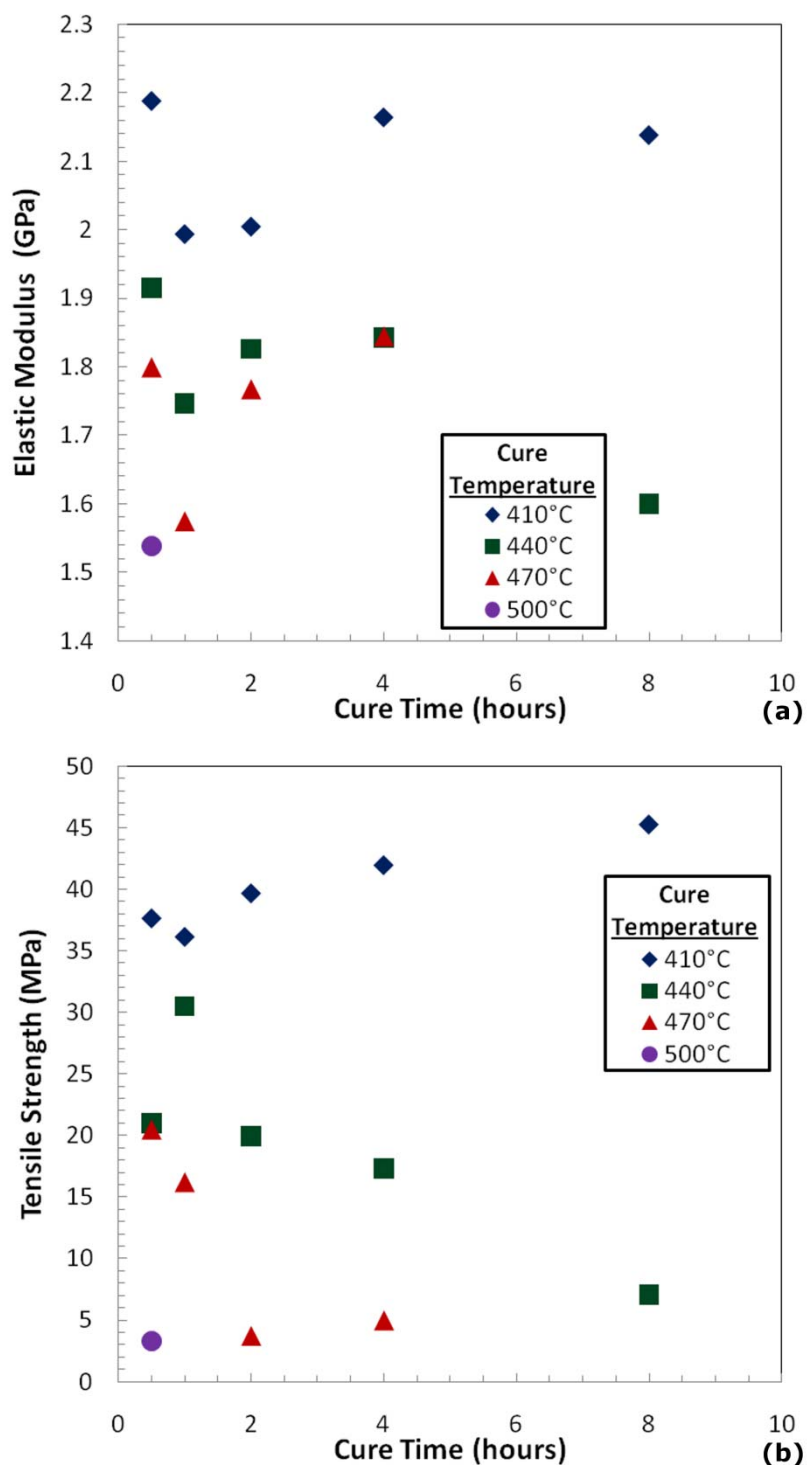 2.3
2.2
2.1
2
1.9
1.8
1.7
1.6
1.5
1.4
Elastic Modulus (GPa)
Cure
Temperature
410°C
440°C
470°C
500°C
0 2 4 6 8 10
Cure Time (hours)
(a)
50
45
40
35
30
25
20
15
10
5
0
Tensile Strength (MPa)
Cure
Temperature
410°C
440°C
470°C
500°C
0 2 4 6 8 10
Cure Time (hours)
(b)